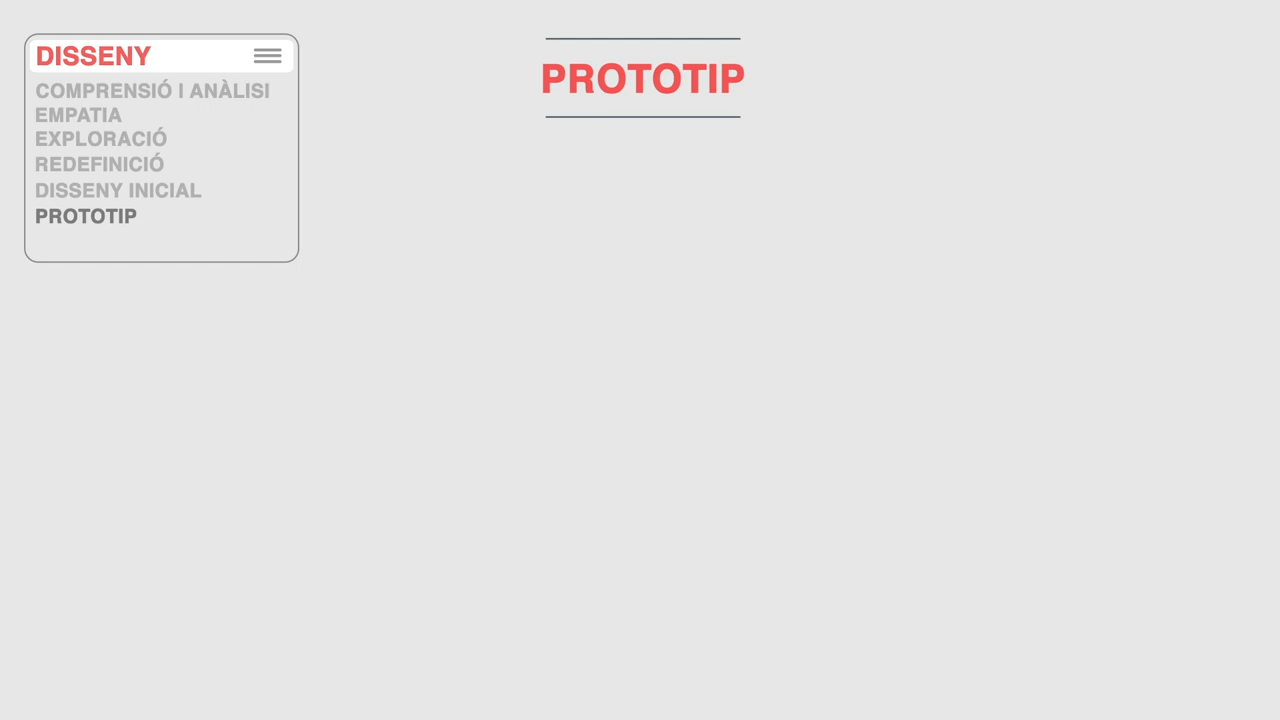 DISSENY
COMPRENSIÓ I ANÀLISI
EMPATIA
EXPLORACIÓ
REDEFINICIÓ
DISSENY INICIAL
PROTOTIP
PROTOTIP